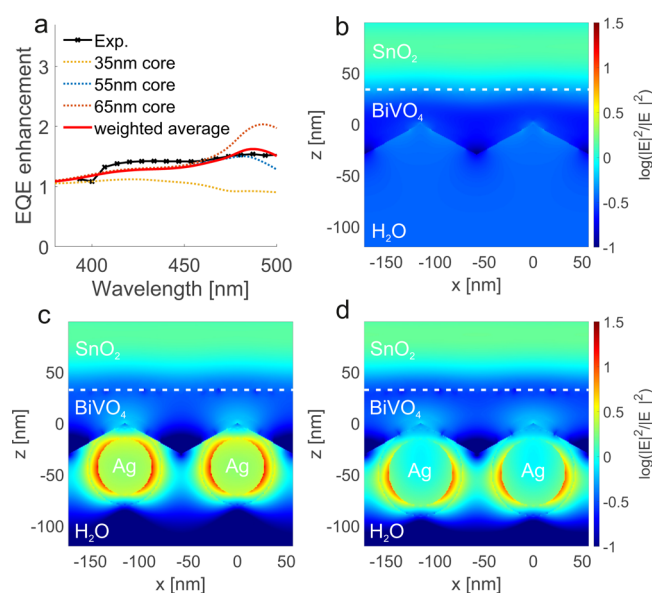 a
EQE enhancement
3
2
1
0
Exp.
35nm core
55nm core
65nm core
weighted average
400
450
500
Wavelength [nm]
b
z [nm]
50
0
-50
-100
SnO₂
BiVO₄
H₂O
-150
-100
-50
0
50
x [nm]
1.5
1
0.5
0
-0.5
-1
log(|E|²/|E |²)
c
z [nm]
50
0
-50
-100
SnO₂
BiVO₄
Ag
Ag
H₂O
-150
-100
-50
0
50
x [nm]
d
50
0
-50
-100
SnO₂
BiVO₄
Ag
Ag
H₂O
-150
-100
-50
0
50
x [nm]
1.5
1
0.5
0
-0.5
-1
log(|E|²/|E |²)